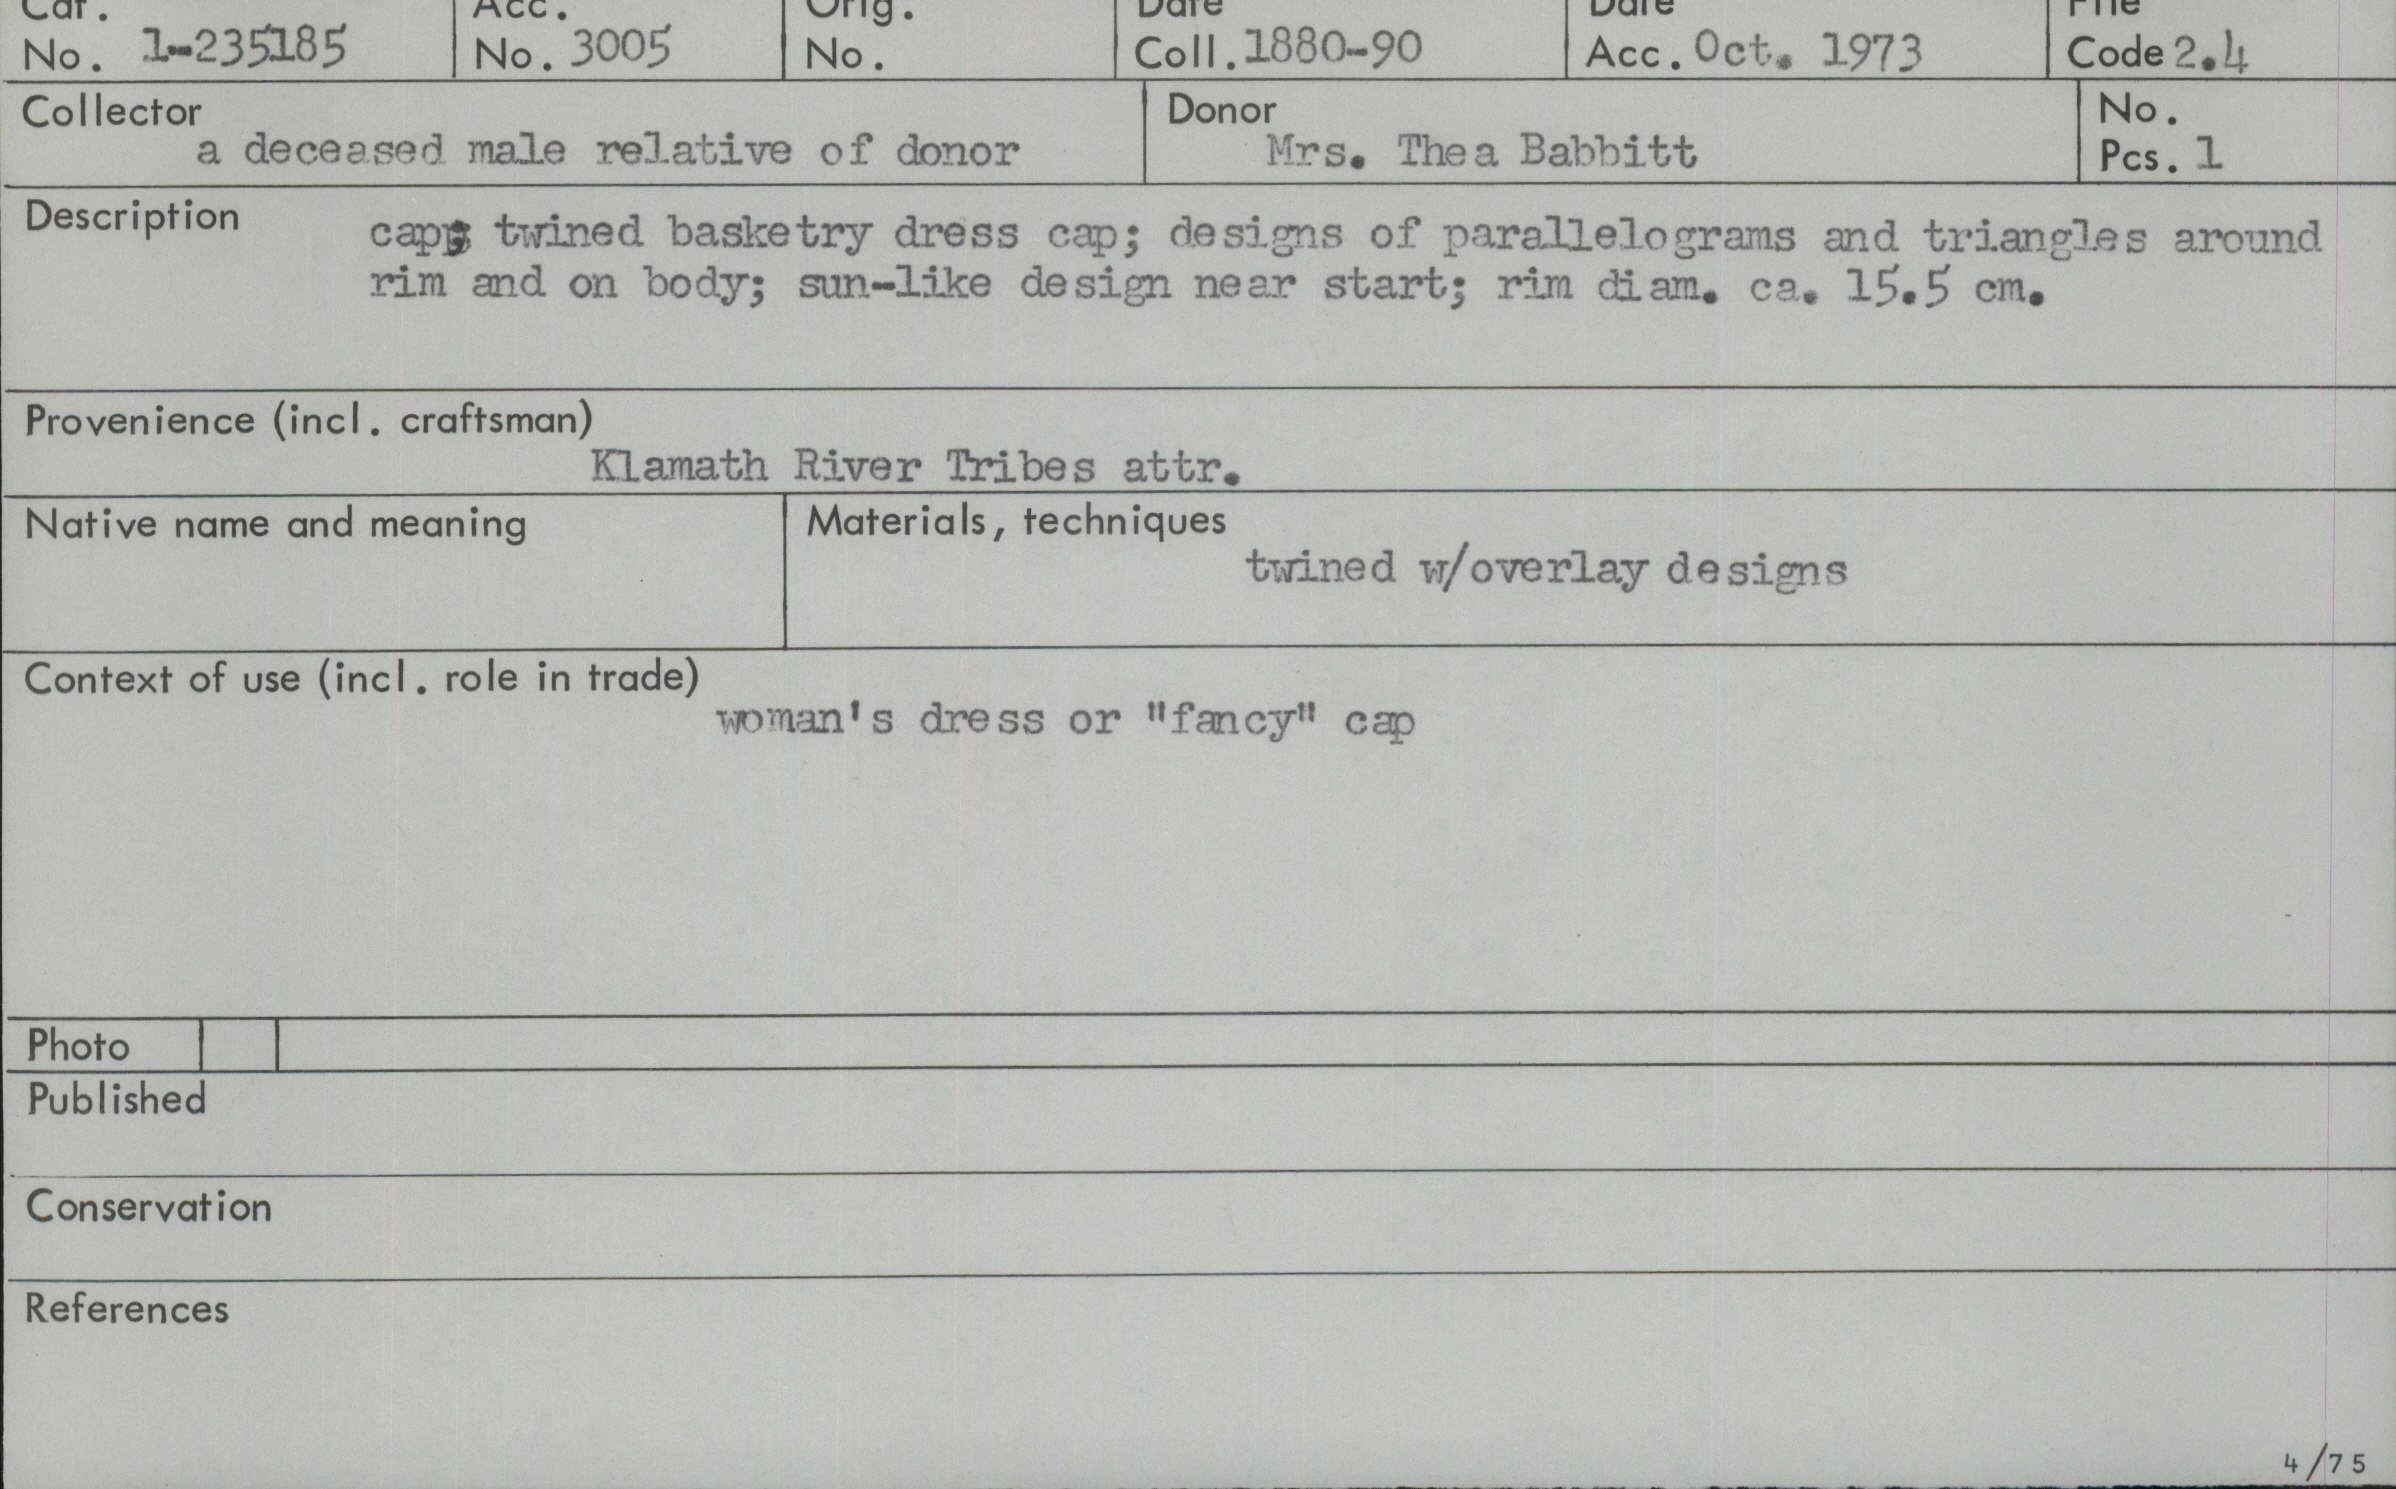 Cat. Acc. Orig. Date Date File
No. 1-235185 No. 3005 No. Coll. 1880-90 Acc. Oct. 1973 Code 2.4
Collector Donor No.
a deceased male relative of donor Mrs. Thea Babbitt Pcs. 1
Description cap; twined basketry dress cap; designs of parallelograms and triangles around
rim and on body; sun-like design near start; rim diam. ca. 15.5 cm.
Provenience (incl. craftsman)
Klamath River Tribes attr.
Native name and meaning Materials, techniques
twined w/overlay designs
Context of use (incl. role in trade)
woman's dress or "fancy" cap
Photo
Published
Conservation
References
4/75